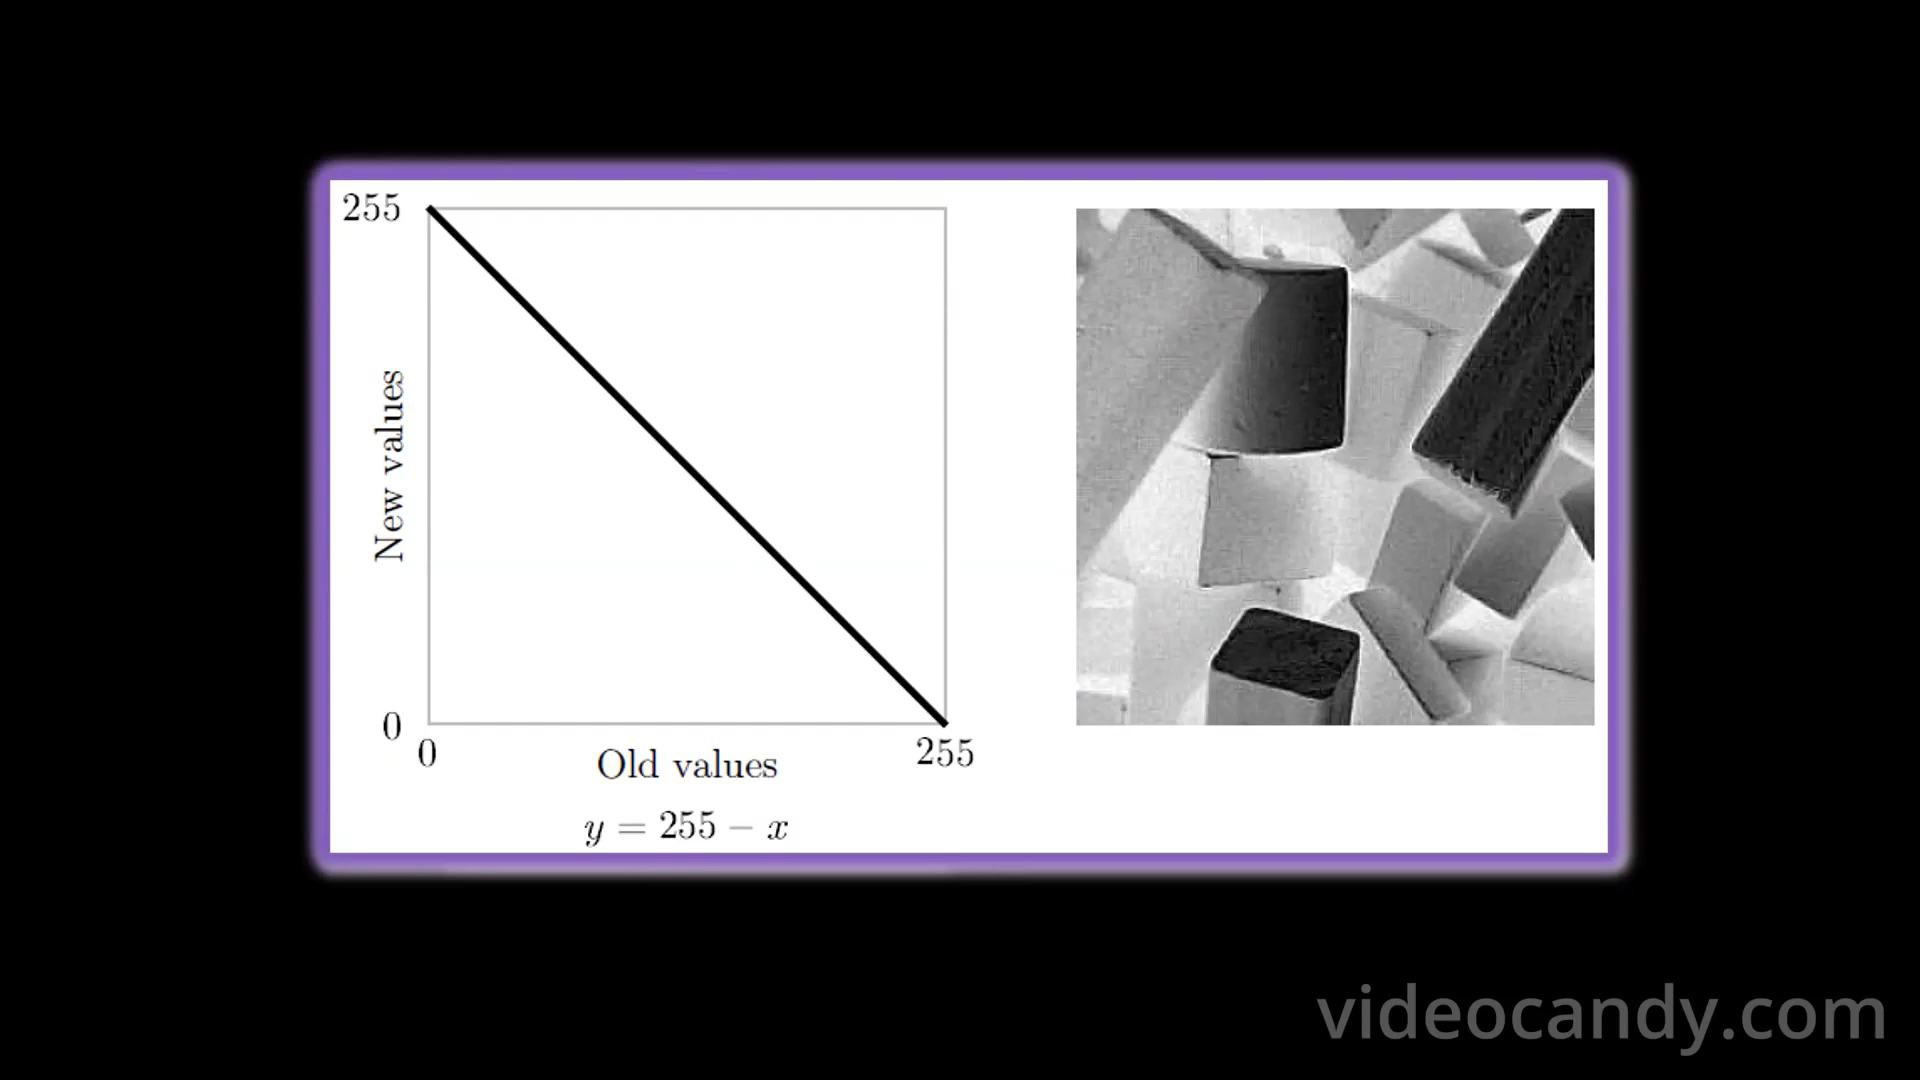 255
New values
0
0
Old values
255
y = 255 − x
videocandy.com